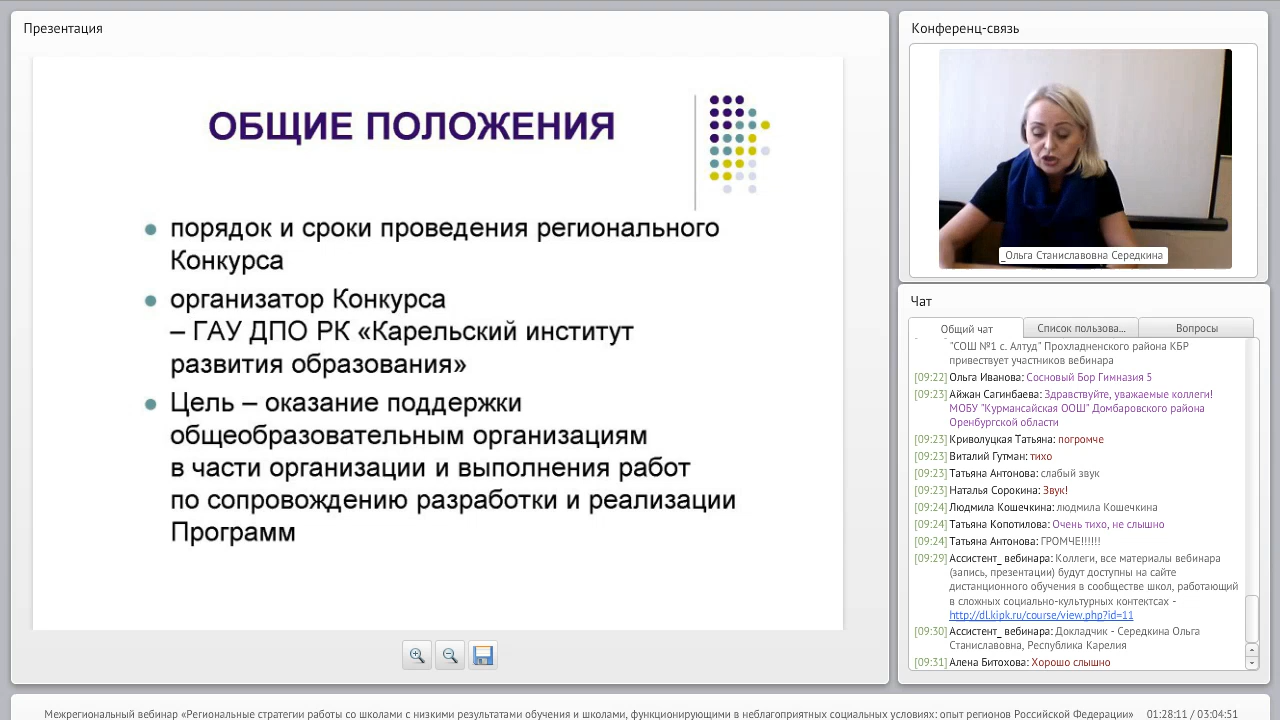 Презентация
ОБЩИЕ ПОЛОЖЕНИЯ
порядок и сроки проведения регионального
Конкурса
организатор Конкурса
– ГАУ ДПО РК «Карельский институт
развития образования»
Цель – оказание поддержки
общеобразовательным организациям
в части организации и выполнения работ
по сопровождению разработки и реализации
Программ
Конференц-связь
_Ольга Станиславовна Середкина
Чат
Общий чат
Список пользова...
Вопросы
"СОШ №1 с. Алтуд" Прохладненского района КБР
привествует участников вебинара
[09:22] Ольга Иванова: Сосновый Бор Гимназия 5
[09:23] Айжан Сагинбаева: Здравствуйте, уважаемые коллеги!
МОБУ "Курмансайская ООШ" Домбаровского района
Оренбургской области
[09:23] Криволуцкая Татьяна: погромче
[09:23] Виталий Гутман: тихо
[09:23] Татьяна Антонова: слабый звук
[09:23] Наталья Сорокина: Звук!
[09:24] Людмила Кошечкина: людмила Кошечкина
[09:24] Татьяна Копотилова: Очень тихо, не слышно
[09:24] Татьяна Антонова: ГРОМЧЕ!!!!!!
[09:29] Ассистент_ вебинара: Коллеги, все материалы вебинара
(запись, презентации) будут доступны на сайте
дистанционного обучения в сообществе школ, работающий
в сложных социально-культурных контектсах -
http://dl.kipk.ru/course/view.php?id=11
[09:30] Ассистент_ вебинара: Докладчик - Середкина Ольга
Станиславовна, Республика Карелия
[09:31] Алена Битохова: Хорошо слышно
Межрегиональный вебинар «Региональные стратегии работы со школами с низкими результатами обучения и школами, функционирующими в неблагоприятных социальных условиях: опыт регионов Российской Федерации» 01:28:11 / 03:04:51